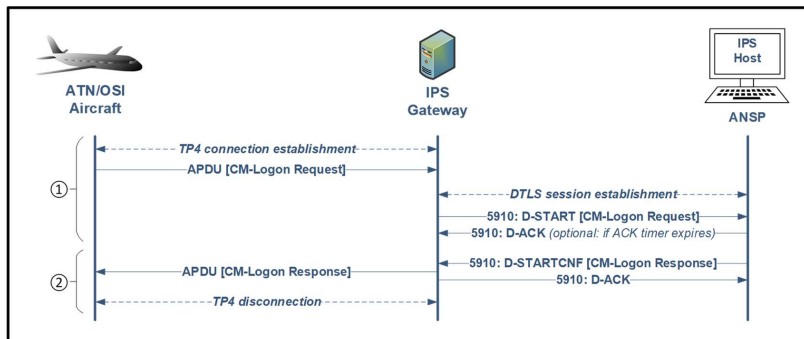 ATN/OSI
Aircraft
IPS
Gateway
IPS
Host
ANSP
①
TP4 connection establishment
APDU [CM-Logon Request]
DTLS session establishment
5910: D-START [CM-Logon Request]
5910: D-ACK (optional: if ACK timer expires)
②
5910: D-STARTCNF [CM-Logon Response]
APDU [CM-Logon Response]
5910: D-ACK
TP4 disconnection